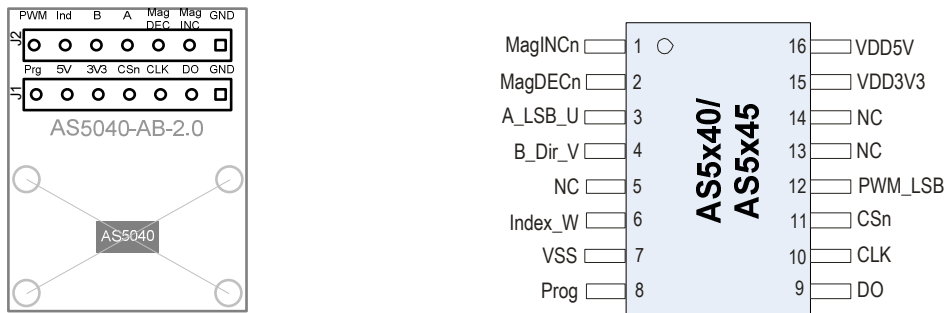 PWM Ind B A Mag DEC Mag INC GND
J2
Prg 5V 3V3 CSn CLK DO GND
J1
AS5040-AB-2.0
AS5040
MagINCn 1 16 VDD5V
MagDECn 2 15 VDD3V3
A_LSB_U 3 14 NC
B_Dir_V 4 13 NC
NC 5 12 PWM_LSB
Index_W 6 11 CSn
VSS 7 10 CLK
Prog 8 9 DO
AS5x40/
AS5x45